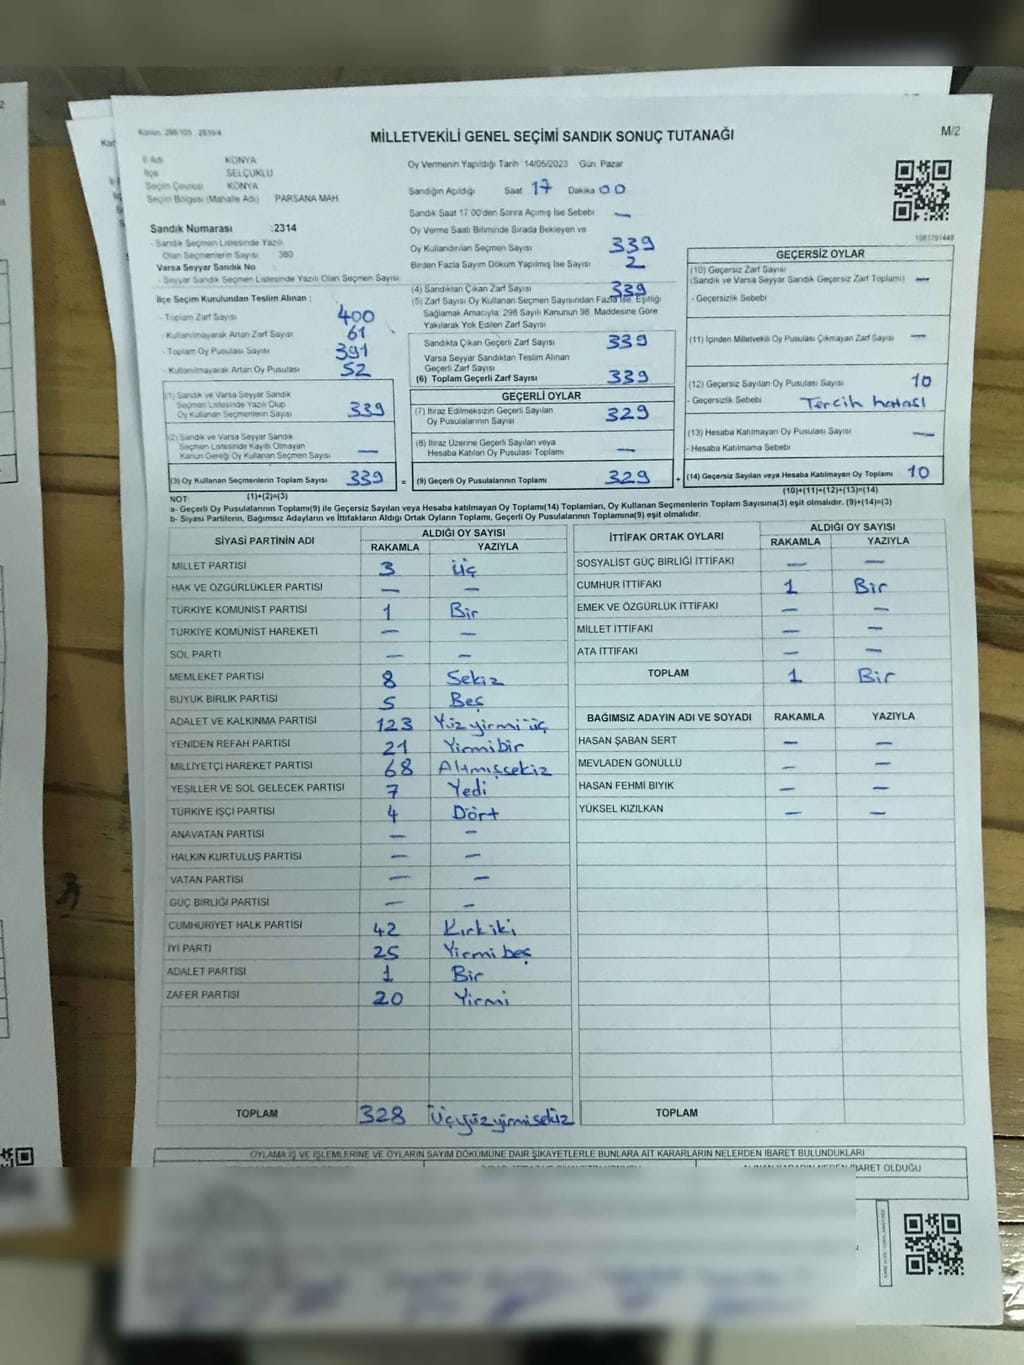 Kanun: 298/105 , 2839/4
MİLLETVEKİLİ GENEL SEÇİMİ SANDIK SONUÇ TUTANAĞI
M/2
İl Adı KONYA
İlçe SELÇUKLU
Seçim Çevresi KONYA
Seçim Bölgesi (Mahalle Adı) PARSANA MAH
Oy Vermenin Yapıldığı Tarih 14/05/2023 Gün: Pazar
Sandığın Açıldığı Saat 17 Dakika 00
Sandık Saat 17:00'den Sonra Açılmış İse Sebebi —
Sandık Numarası :2314
- Sandık Seçmen Listesinde Yazılı
Olan Seçmenlerin Sayısı 380
Varsa Seyyar Sandık No :
- Seyyar Sandık Seçmen Listesinde Yazılı Olan Seçmen Sayısı
Oy Verme Saati Bitiminde Sırada Bekleyen ve
Oy Kullandırılan Seçmen Sayısı 339
Birden Fazla Sayım Döküm Yapılmış İse Sayısı 2
(4) Sandıktan Çıkan Zarf Sayısı 339
(5) Zarf Sayısı Oy Kullanan Seçmen Sayısından Fazla İse, Eşitliği
Sağlamak Amacıyla; 298 Sayılı Kanunun 98. Maddesine Göre
Yakılarak Yok Edilen Zarf Sayısı
İlçe Seçim Kurulundan Teslim Alınan ;
- Toplam Zarf Sayısı 400
- Kullanılmayarak Artan Zarf Sayısı 61
- Toplam Oy Pusulası Sayısı 391
- Kullanılmayarak Artan Oy Pusulası 52
Sandıkta Çıkan Geçerli Zarf Sayısı 339
Varsa Seyyar Sandıktan Teslim Alınan
Geçerli Zarf Sayısı
(6) Toplam Geçerli Zarf Sayısı 339
(1) Sandık ve Varsa Seyyar Sandık
Seçmen Listesinde Yazılı Olup
Oy Kullanan Seçmenlerin Sayısı 339
(2) Sandık ve Varsa Seyyar Sandık
Seçmen Listesinde Kayıtlı Olmayan
Kanun Gereği Oy Kullanan Seçmen Sayısı —
(3) Oy Kullanan Seçmenlerin Toplam Sayısı 339 =
GEÇERLİ OYLAR
(7) İtiraz Edilmeksizin Geçerli Sayılan
Oy Pusulalarının Sayısı 329
(8) İtiraz Üzerine Geçerli Sayılan veya
Hesaba Katılan Oy Pusulası Toplamı —
(9) Geçerli Oy Pusulalarının Toplamı 329 +
GEÇERSİZ OYLAR
(10) Geçersiz Zarf Sayısı
(Sandık ve Varsa Seyyar Sandık Geçersiz Zarf Toplamı) —
- Geçersizlik Sebebi
(11) İçinden Milletvekili Oy Pusulası Çıkmayan Zarf Sayısı —
(12) Geçersiz Sayılan Oy Pusulası Sayısı 10
- Geçersizlik Sebebi Tercih hatası
(13) Hesaba Katılmayan Oy Pusulası Sayısı —
- Hesaba Katılmama Sebebi
(14) Geçersiz Sayılan veya Hesaba Katılmayan Oy Toplamı 10
NOT: (1)+(2)=(3) (10)+(11)+(12)+(13)=(14)
a- Geçerli Oy Pusulalarının Toplamı(9) ile Geçersiz Sayılan veya Hesaba katılmayan Oy Toplamı(14) Toplamları, Oy Kullanan Seçmenlerin Toplam Sayısına(3) eşit olmalıdır. (9)+(14)=(3)
b- Siyasi Partilerin, Bağımsız Adayların ve İttifakların Aldığı Ortak Oyların Toplamı, Geçerli Oy Pusulalarının Toplamına(9) eşit olmalıdır.
SİYASİ PARTİNİN ADI ALDIĞI OY SAYISI
RAKAMLA YAZIYLA
MİLLET PARTİSİ 3 Üç
HAK VE ÖZGÜRLÜKLER PARTİSİ — —
TÜRKİYE KOMÜNİST PARTİSİ 1 Bir
TÜRKİYE KOMÜNİST HAREKETİ — —
SOL PARTİ — —
MEMLEKET PARTİSİ 8 Sekiz
BÜYÜK BİRLİK PARTİSİ 5 Beş
ADALET VE KALKINMA PARTİSİ 123 Yüz yirmi üç
YENİDEN REFAH PARTİSİ 21 Yirmibir
MİLLİYETÇİ HAREKET PARTİSİ 68 Altmışsekiz
YEŞİLLER VE SOL GELECEK PARTİSİ 7 Yedi
TÜRKİYE İŞÇİ PARTİSİ 4 Dört
ANAVATAN PARTİSİ — —
HALKIN KURTULUŞ PARTİSİ — —
VATAN PARTİSİ — —
GÜÇ BİRLİĞİ PARTİSİ — —
CUMHURİYET HALK PARTİSİ 42 Kırkiki
İYİ PARTİ 25 Yirmi beş
ADALET PARTİSİ 1 Bir
ZAFER PARTİSİ 20 Yirmi
TOPLAM 328 Üçyüzyirmisekiz
İTTİFAK ORTAK OYLARI ALDIĞI OY SAYISI
RAKAMLA YAZIYLA
SOSYALİST GÜÇ BİRLİĞİ İTTİFAKI — —
CUMHUR İTTİFAKI 1 Bir
EMEK VE ÖZGÜRLÜK İTTİFAKI — —
MİLLET İTTİFAKI — —
ATA İTTİFAKI — —
TOPLAM 1 Bir
BAĞIMSIZ ADAYIN ADI VE SOYADI RAKAMLA YAZIYLA
HASAN ŞABAN SERT — —
MEVLADEN GÖNÜLLÜ — —
HASAN FEHMİ BIYIK — —
YÜKSEL KIZILKAN — —
TOPLAM
OYLAMA İŞ VE İŞLEMLERİNE VE OYLARIN SAYIM DÖKÜMÜNE DAİR ŞİKAYETLERLE BUNLARA AİT KARARLARIN NELERDEN İBARET BULUNDUKLARI
İBARET OLDUĞU